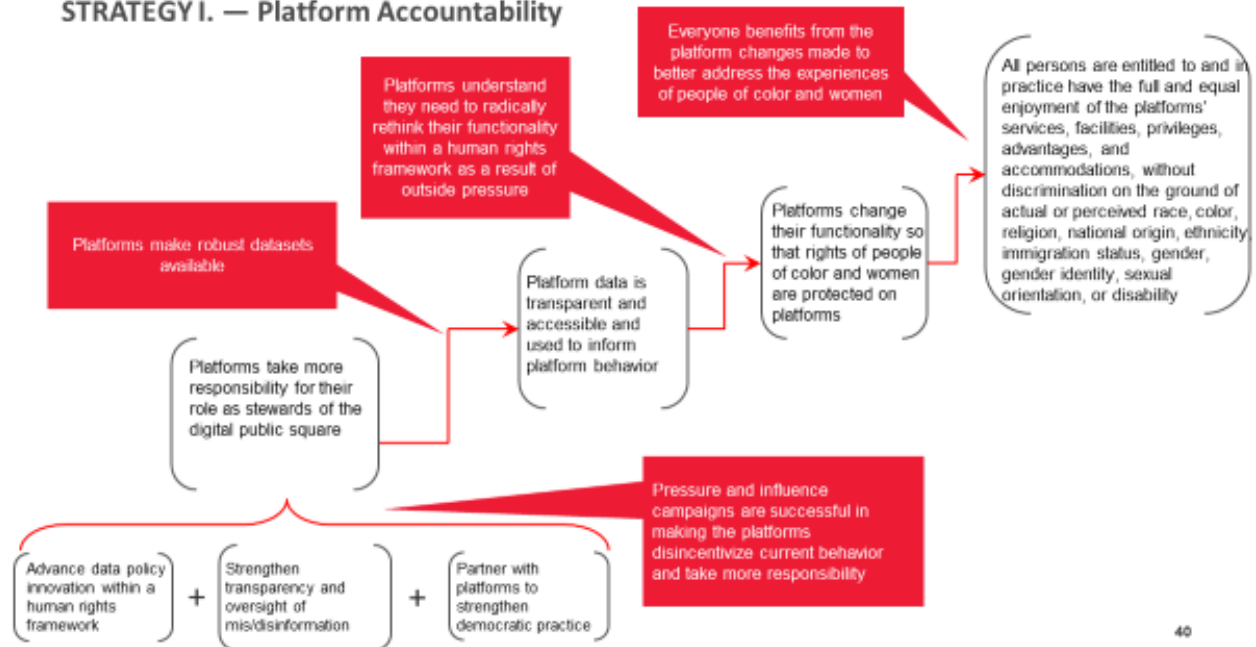 STRATEGY I. — Platform Accountability
Everyone benefits from the
platform changes made to
better address the experiences
of people of color and women
All persons are entitled to and in
practice have the full and equal
enjoyment of the platforms'
services, facilities, privileges,
advantages, and
accommodations, without
discrimination on the ground of
actual or perceived race, color,
religion, national origin, ethnicity,
immigration status, gender,
gender identity, sexual
orientation, or disability
Platforms understand
they need to radically
rethink their functionality
within a human rights
framework as a result of
outside pressure
Platforms change
their functionality so
that rights of people
of color and women
are protected on
platforms
Platforms make robust datasets
available
Platform data is
transparent and
accessible and
used to inform
platform behavior
Platforms take more
responsibility for their
role as stewards of the
digital public square
Pressure and influence
campaigns are successful in
making the platforms
disincentivize current behavior
and take more responsibility
Advance data policy
innovation within a
human rights
framework
+
Strengthen
transparency and
oversight of
mis/disinformation
+
Partner with
platforms to
strengthen
democratic practice
40